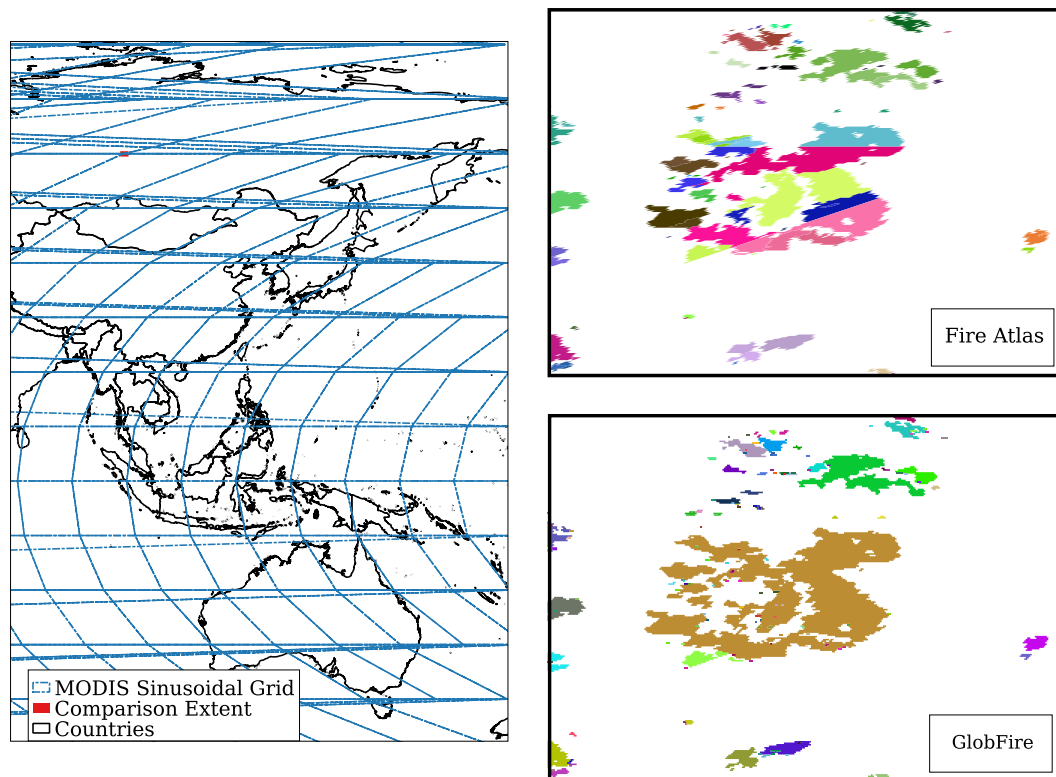 MODIS Sinusoidal Grid
Comparison Extent
Countries
Fire Atlas
GlobFire